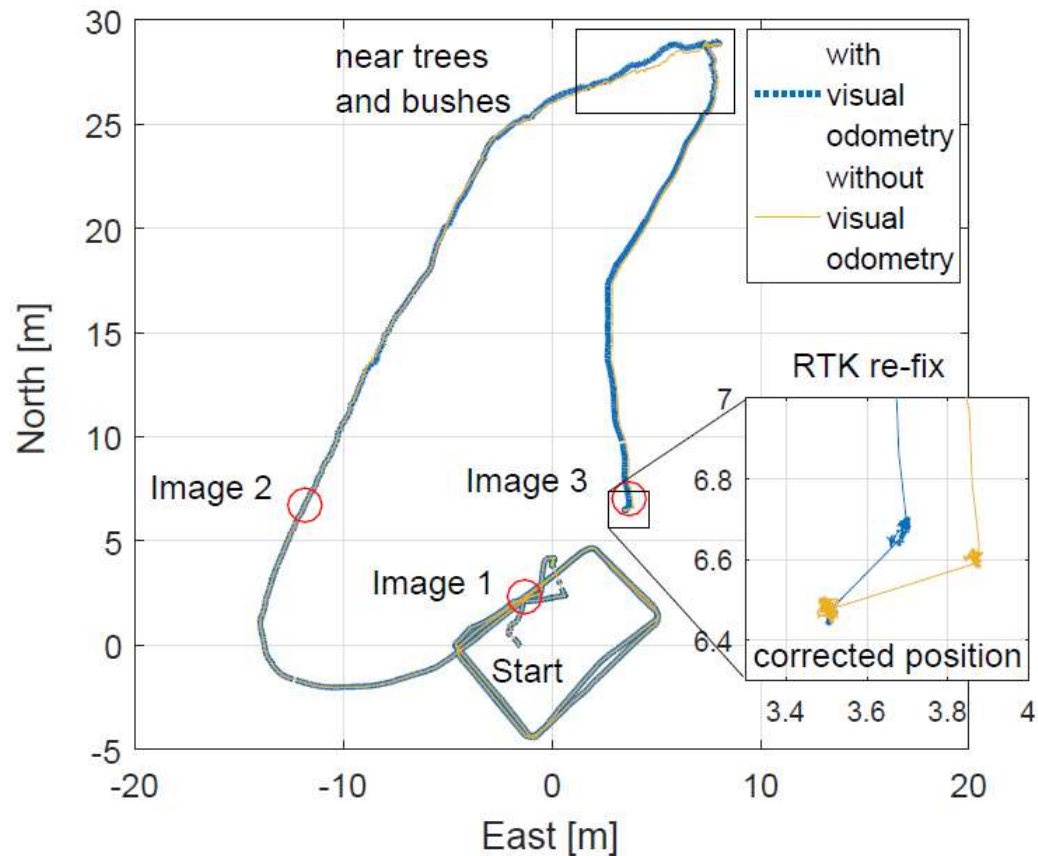 30
25
20
15
10
5
0
-5
North [m]
-20
-10
0
10
20
East [m]
near trees
and bushes
with
visual
odometry
without
visual
odometry
Image 2
Image 3
Image 1
Start
RTK re-fix
7
6.8
6.6
6.4
corrected position
3.4
3.6
3.8
4